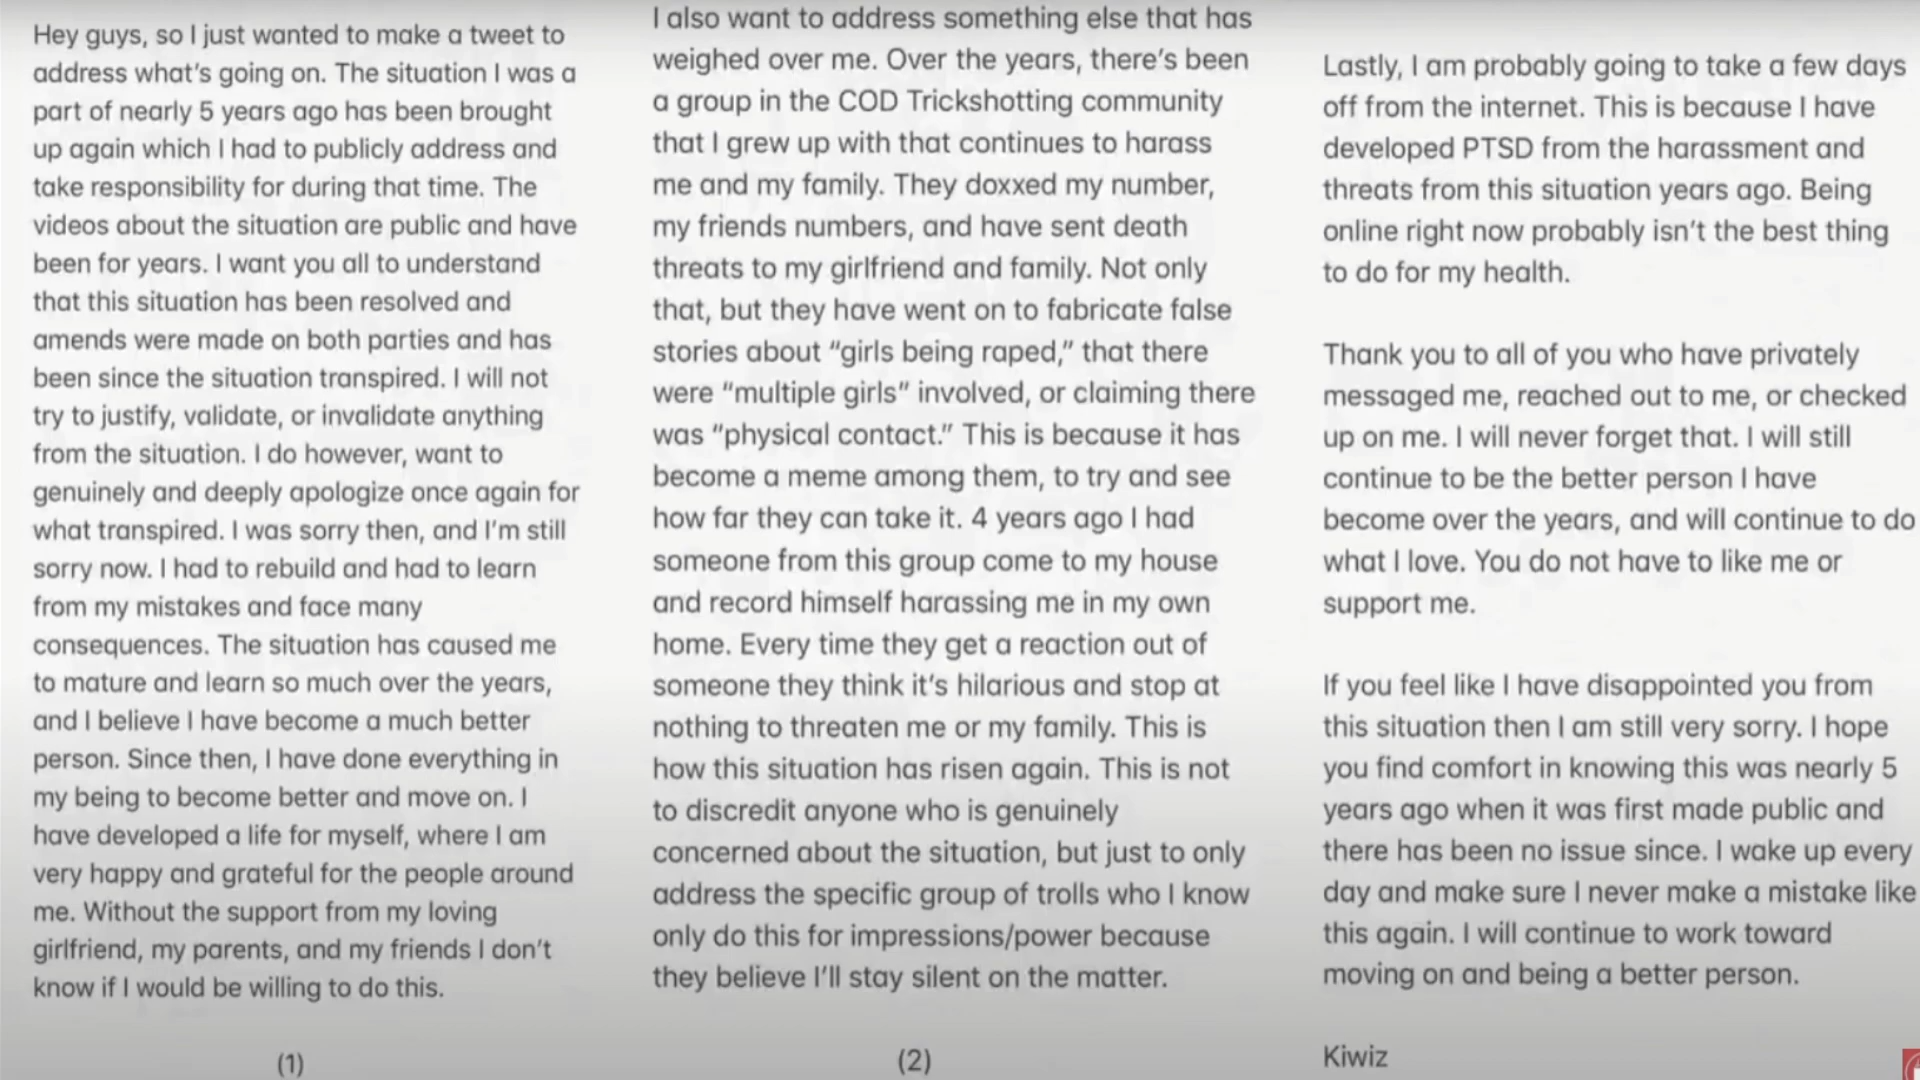 Hey guys, so I just wanted to make a tweet to
address what's going on. The situation I was a
part of nearly 5 years ago has been brought
up again which I had to publicly address and
take responsibility for during that time. The
videos about the situation are public and have
been for years. I want you all to understand
that this situation has been resolved and
amends were made on both parties and has
been since the situation transpired. I will not
try to justify, validate, or invalidate anything
from the situation. I do however, want to
genuinely and deeply apologize once again for
what transpired. I was sorry then, and I'm still
sorry now. I had to rebuild and had to learn
from my mistakes and face many
consequences. The situation has caused me
to mature and learn so much over the years,
and I believe I have become a much better
person. Since then, I have done everything in
my being to become better and move on. I
have developed a life for myself, where I am
very happy and grateful for the people around
me. Without the support from my loving
girlfriend, my parents, and my friends I don't
know if I would be willing to do this.
(1)
I also want to address something else that has
weighed over me. Over the years, there's been
a group in the COD Trickshotting community
that I grew up with that continues to harass
me and my family. They doxxed my number,
my friends numbers, and have sent death
threats to my girlfriend and family. Not only
that, but they have went on to fabricate false
stories about "girls being raped," that there
were "multiple girls" involved, or claiming there
was "physical contact." This is because it has
become a meme among them, to try and see
how far they can take it. 4 years ago I had
someone from this group come to my house
and record himself harassing me in my own
home. Every time they get a reaction out of
someone they think it's hilarious and stop at
nothing to threaten me or my family. This is
how this situation has risen again. This is not
to discredit anyone who is genuinely
concerned about the situation, but just to only
address the specific group of trolls who I know
only do this for impressions/power because
they believe I'll stay silent on the matter.
(2)
Lastly, I am probably going to take a few days
off from the internet. This is because I have
developed PTSD from the harassment and
threats from this situation years ago. Being
online right now probably isn't the best thing
to do for my health.
Thank you to all of you who have privately
messaged me, reached out to me, or checked
up on me. I will never forget that. I will still
continue to be the better person I have
become over the years, and will continue to do
what I love. You do not have to like me or
support me.
If you feel like I have disappointed you from
this situation then I am still very sorry. I hope
you find comfort in knowing this was nearly 5
years ago when it was first made public and
there has been no issue since. I wake up every
day and make sure I never make a mistake like
this again. I will continue to work toward
moving on and being a better person.
Kiwiz